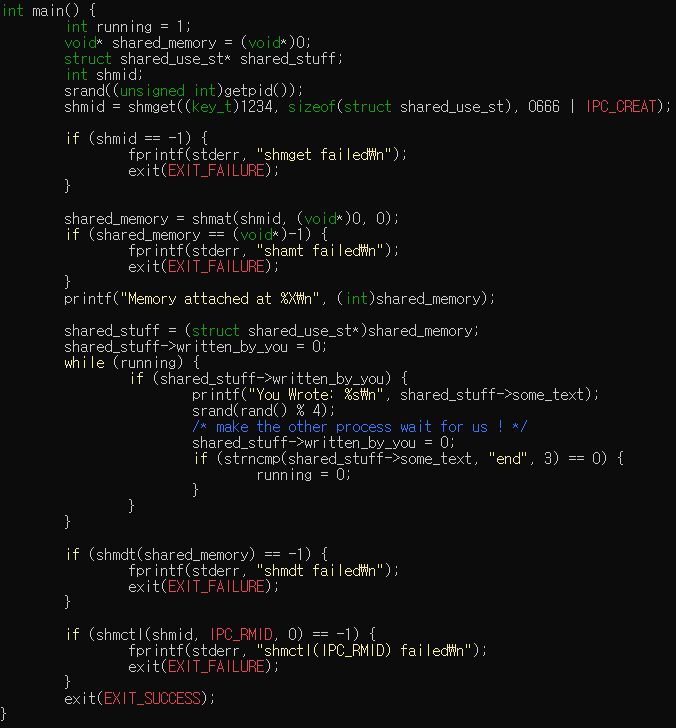 int main() {
        int running = 1;
        void* shared_memory = (void*)0;
        struct shared_use_st* shared_stuff;
        int shmid;
        srand((unsigned int)getpid());
        shmid = shmget((key_t)1234, sizeof(struct shared_use_st), 0666 | IPC_CREAT);

        if (shmid == -1) {
                fprintf(stderr, "shmget failed₩n");
                exit(EXIT_FAILURE);
        }

        shared_memory = shmat(shmid, (void*)0, 0);
        if (shared_memory == (void*)-1) {
                fprintf(stderr, "shamt failed₩n");
                exit(EXIT_FAILURE);
        }
        printf("Memory attached at %X₩n", (int)shared_memory);

        shared_stuff = (struct shared_use_st*)shared_memory;
        shared_stuff->written_by_you = 0;
        while (running) {
                if (shared_stuff->written_by_you) {
                        printf("You Wrote: %s₩n", shared_stuff->some_text);
                        srand(rand() % 4);
                        /* make the other process wait for us ! */
                        shared_stuff->written_by_you = 0;
                        if (strncmp(shared_stuff->some_text, "end", 3) == 0) {
                                running = 0;
                        }
                }
        }

        if (shmdt(shared_memory) == -1) {
                fprintf(stderr, "shmdt failed₩n");
                exit(EXIT_FAILURE);
        }

        if (shmctl(shmid, IPC_RMID, 0) == -1) {
                fprintf(stderr, "shmctl(IPC_RMID) failed₩n");
                exit(EXIT_FAILURE);
        }
        exit(EXIT_SUCCESS);
}